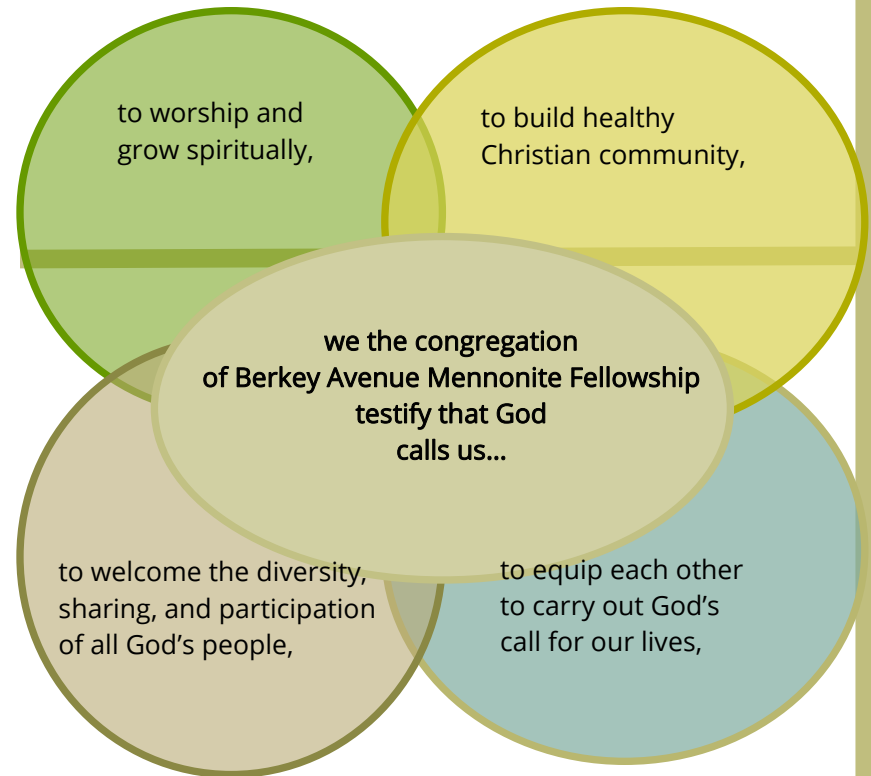 to worship and
grow spiritually,
to build healthy
Christian community,
we the congregation
of Berkey Avenue Mennonite Fellowship
testify that God
calls us...
to welcome the diversity,
sharing, and participation
of all God’s people,
to equip each other
to carry out God’s
call for our lives,